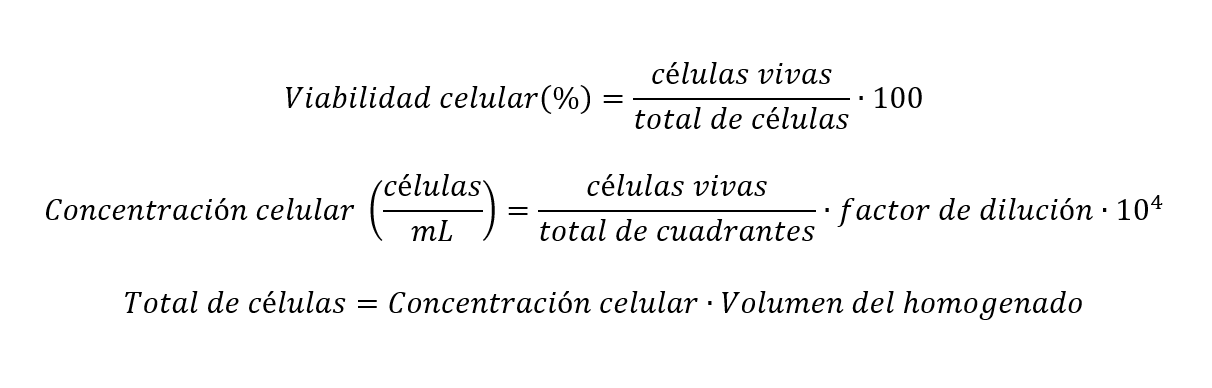 Viabilidad celular(%) = células vivas / total de células · 100
Concentración celular (células / mL) = células vivas / total de cuadrantes · factor de dilución · 10⁴
Total de células = Concentración celular · Volumen del homogenado